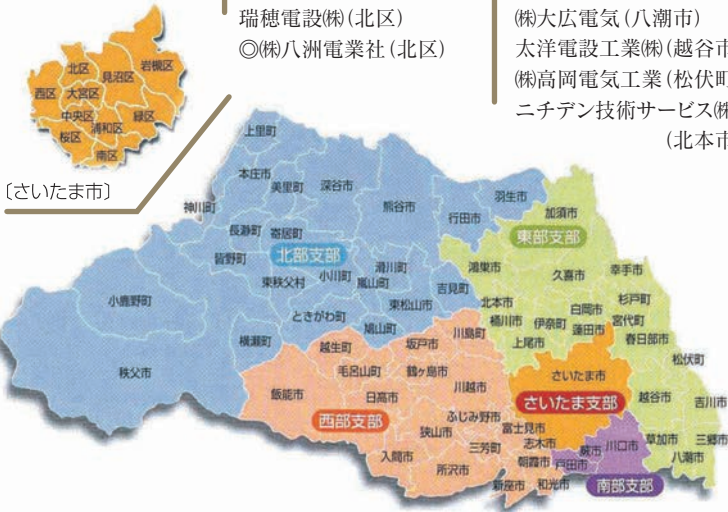 瑞穂電設㈱(北区)
◎㈱八洲電業社(北区)
㈱大広電気(八潮市)
太洋電設工業㈱(越谷市
㈱高岡電気工業(松伏町
ニチデン技術サービス㈱
(北本市
北区
見沼区
岩槻区
西区
大宮区
中央区
緑区
桜区
浦和区
南区
〔さいたま市〕
上里町
本庄市
美里町
深谷市
神川町
熊谷市
羽生市
行田市
加須市
東部支部
長瀞町
寄居町
北部支部
皆野町
滑川町
鴻巣市
久喜市
幸手市
東秩父村
小川町
嵐山町
吉見町
小鹿野町
東松山市
北本市
白岡市
杉戸町
ときがわ町
桶川市
伊奈町
蓮田市
宮代町
横瀬町
鳩山町
川島町
上尾市
春日部市
越生町
坂戸市
松伏町
秩父市
毛呂山町
鶴ヶ島市
さいたま市
飯能市
日高市
川越市
さいたま支部
越谷市
吉川市
西部支部
ふじみ野市
富士見市
狭山市
三芳町
志木市
蕨市
川口市
草加市
三郷市
入間市
朝霞市
戸田市
八潮市
所沢市
新座市
和光市
南部支部